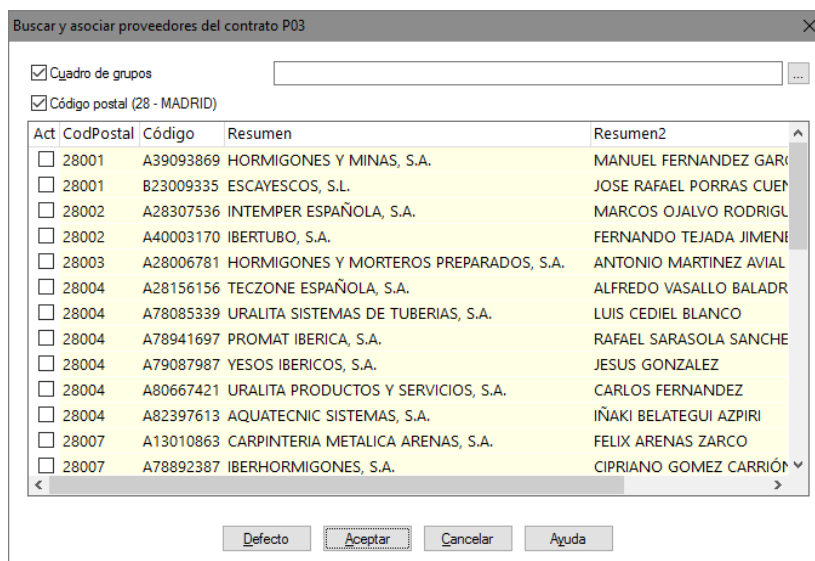 Buscar y asociar proveedores del contrato P03
Cuadro de grupos
...
Código postal (28 - MADRID)
Act CodPostal Código Resumen Resumen2
28001 A39093869 HORMIGONES Y MINAS, S.A. MANUEL FERNANDEZ GAR
28001 B23009335 ESCAYESCOS, S.L. JOSE RAFAEL PORRAS CUEN
28002 A28307536 INTEMPER ESPAÑOLA, S.A. MARCOS OJALVO RODRIGU
28002 A40003170 IBERTUBO, S.A. FERNANDO TEJADA JIMENE
28003 A28006781 HORMIGONES Y MORTEROS PREPARADOS, S.A. ANTONIO MARTINEZ AVIAL
28004 A28156156 TECZONE ESPAÑOLA, S.A. ALFREDO VASALLO BALADR
28004 A78085339 URALITA SISTEMAS DE TUBERIAS, S.A. LUIS CEDIEL BLANCO
28004 A78941697 PROMAT IBERICA, S.A. RAFAEL SARASOLA SANCHE
28004 A79087987 YESOS IBERICOS, S.A. JESUS GONZALEZ
28004 A80667421 URALITA PRODUCTOS Y SERVICIOS, S.A. CARLOS FERNANDEZ
28004 A82397613 AQUATECNIC SISTEMAS, S.A. IÑAKI BELATEGUI AZPIRI
28007 A13010863 CARPINTERIA METALICA ARENAS, S.A. FELIX ARENAS ZARCO
28007 A78892387 IBERHORMIGONES, S.A. CIPRIANO GOMEZ CARRIÓN
Defecto Aceptar Cancelar Ayuda